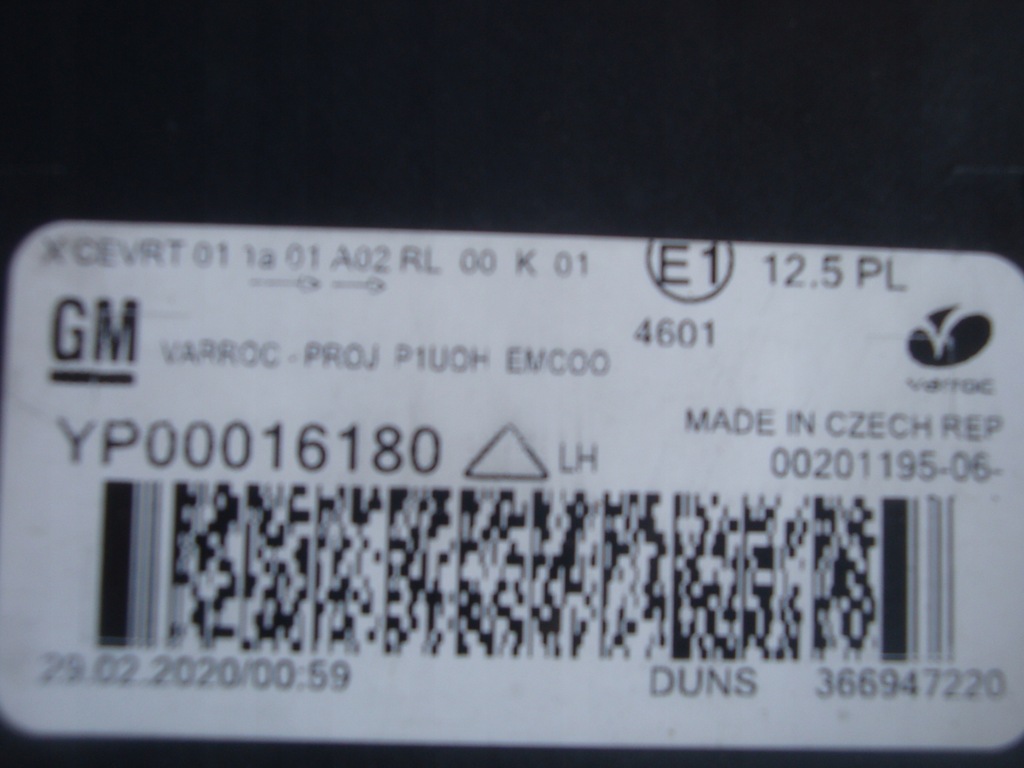 X CEVRT 01 1a 01 A02 RL 00 K 01
E1
12.5 PL
4601
GM
VARROC - PROJ P1UOH EMCOO
varroc
YP00016180
LH
MADE IN CZECH REP
00201195-06-
29.02.2020/00:59
DUNS 366947220